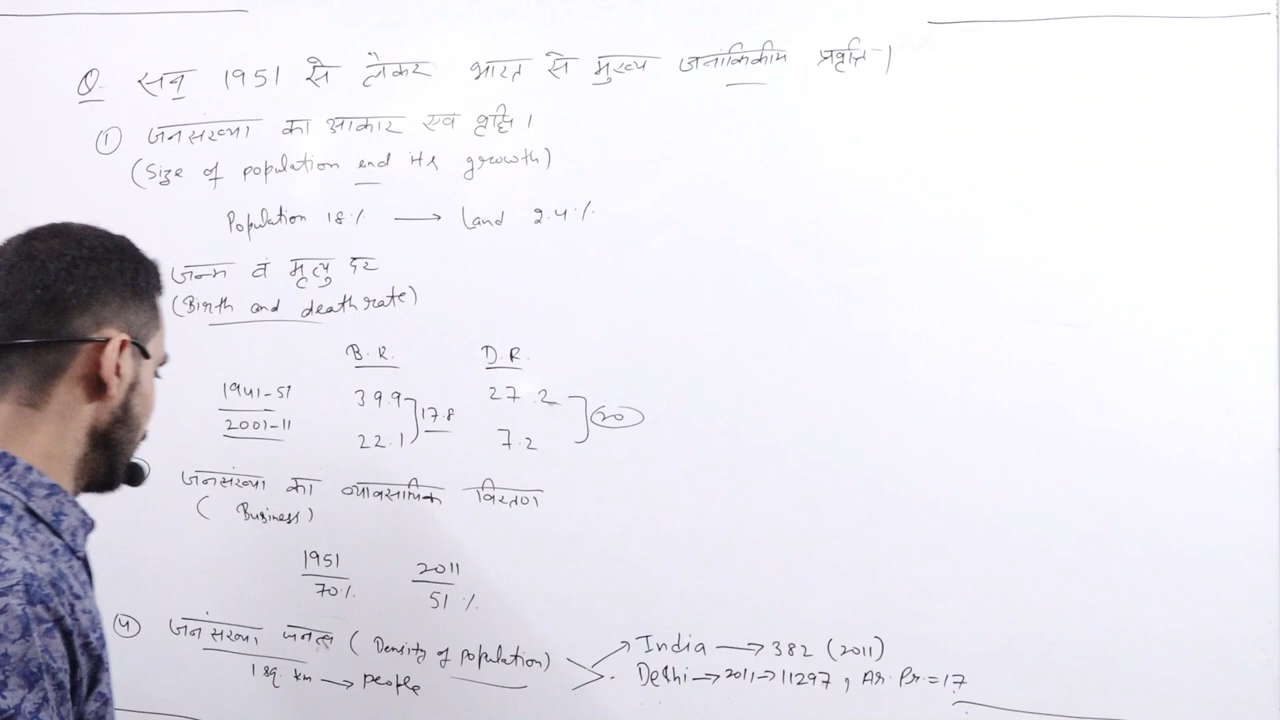 Q. सन् 1951 से लेकर भारत से मुख्य जनांकिकीय प्रवृत्ति।
① जनसंख्या का आकार एवं वृद्धि।
(Size of population and its growth)
Population 18% → Land 2.4%
जन्म वं मृत्यु दर
(Birth and death rate)
B.R. D.R.
1941-51 39.9 27.2
17.8 20
2001-11 22.1 7.2
जनसंख्या का व्यावसायिक वितरण
(Business)
1951 2011
70% 51%
④ जनसंख्या घनत्व (Density of population)
1 sq. km → people
India → 382 (2011)
Delhi → 2011 → 11297, Ar. Pr. = 17